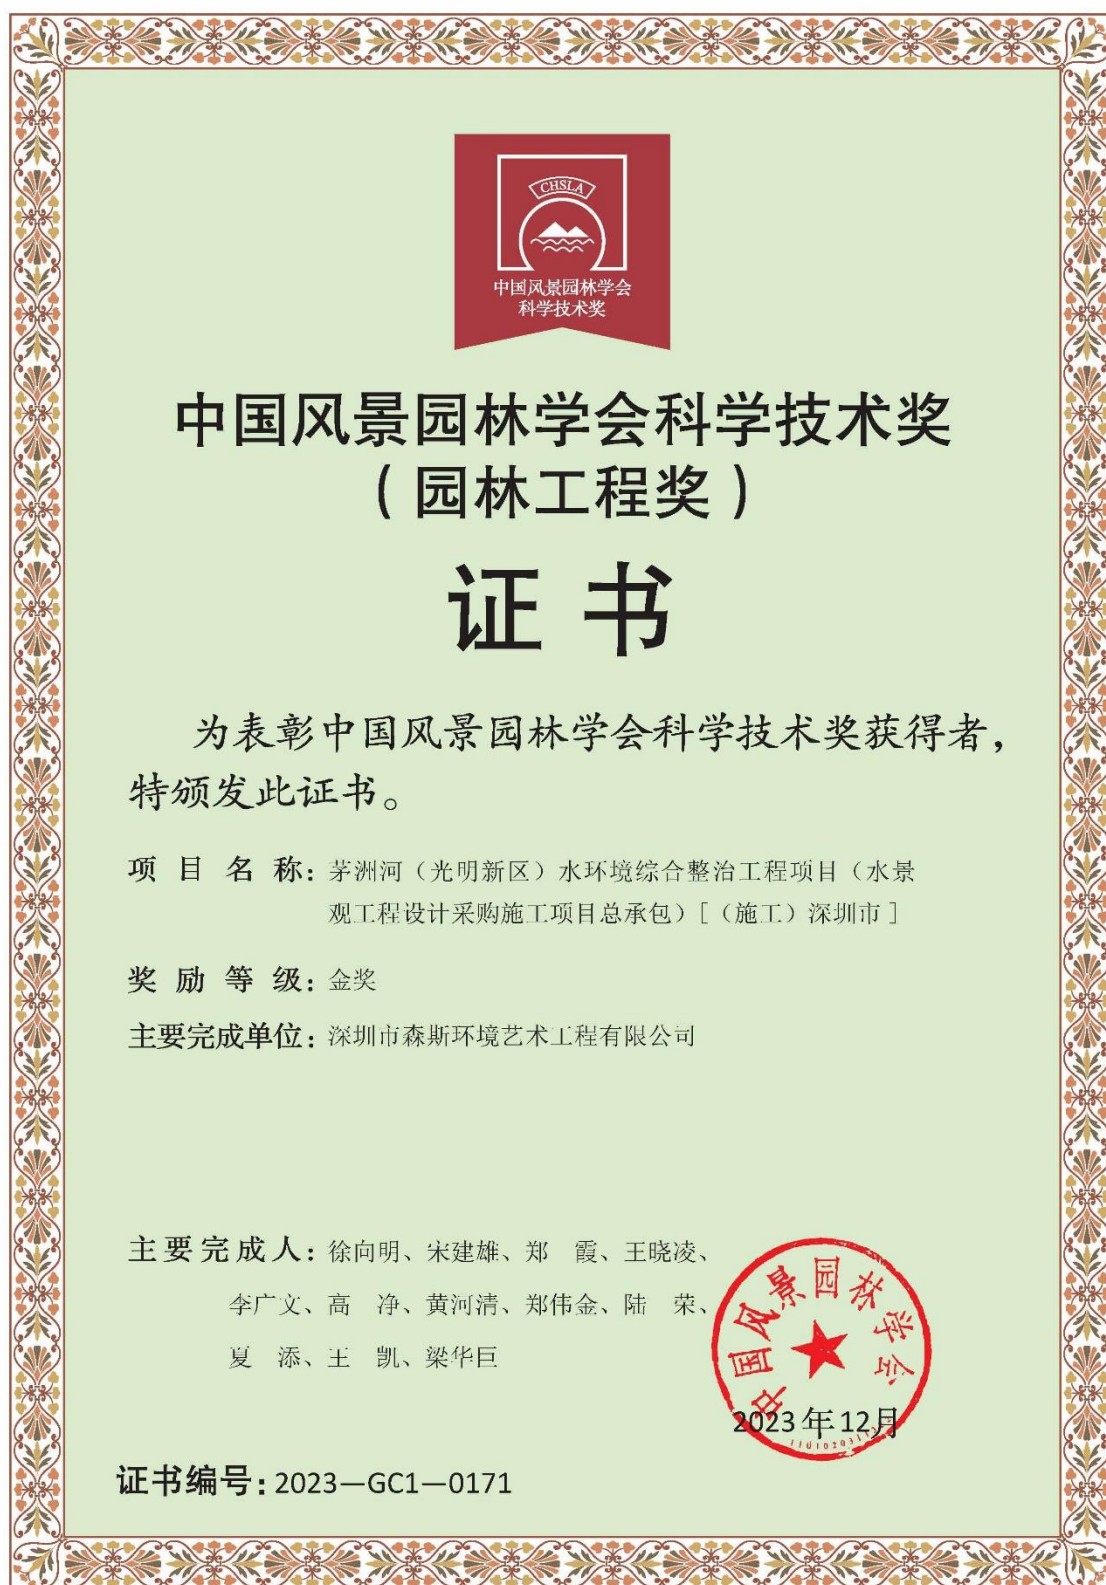 CHSLA
中国风景园林学会
科学技术奖
中国风景园林学会科学技术奖
（园林工程奖）
证书
为表彰中国风景园林学会科学技术奖获得者，
特颁发此证书。
项目名称：茅洲河（光明新区）水环境综合整治工程项目（水景
观工程设计采购施工项目总承包）[（施工）深圳市]
奖励等级：金奖
主要完成单位：深圳市森斯环境艺术工程有限公司
主要完成人：徐向明、宋建雄、郑　霞、王晓凌、
李广文、高　净、黄河清、郑伟金、陆　荣、
夏　添、王　凯、梁华巨
中国风景园林学会
2023年12月
证书编号：2023—GC1—0171